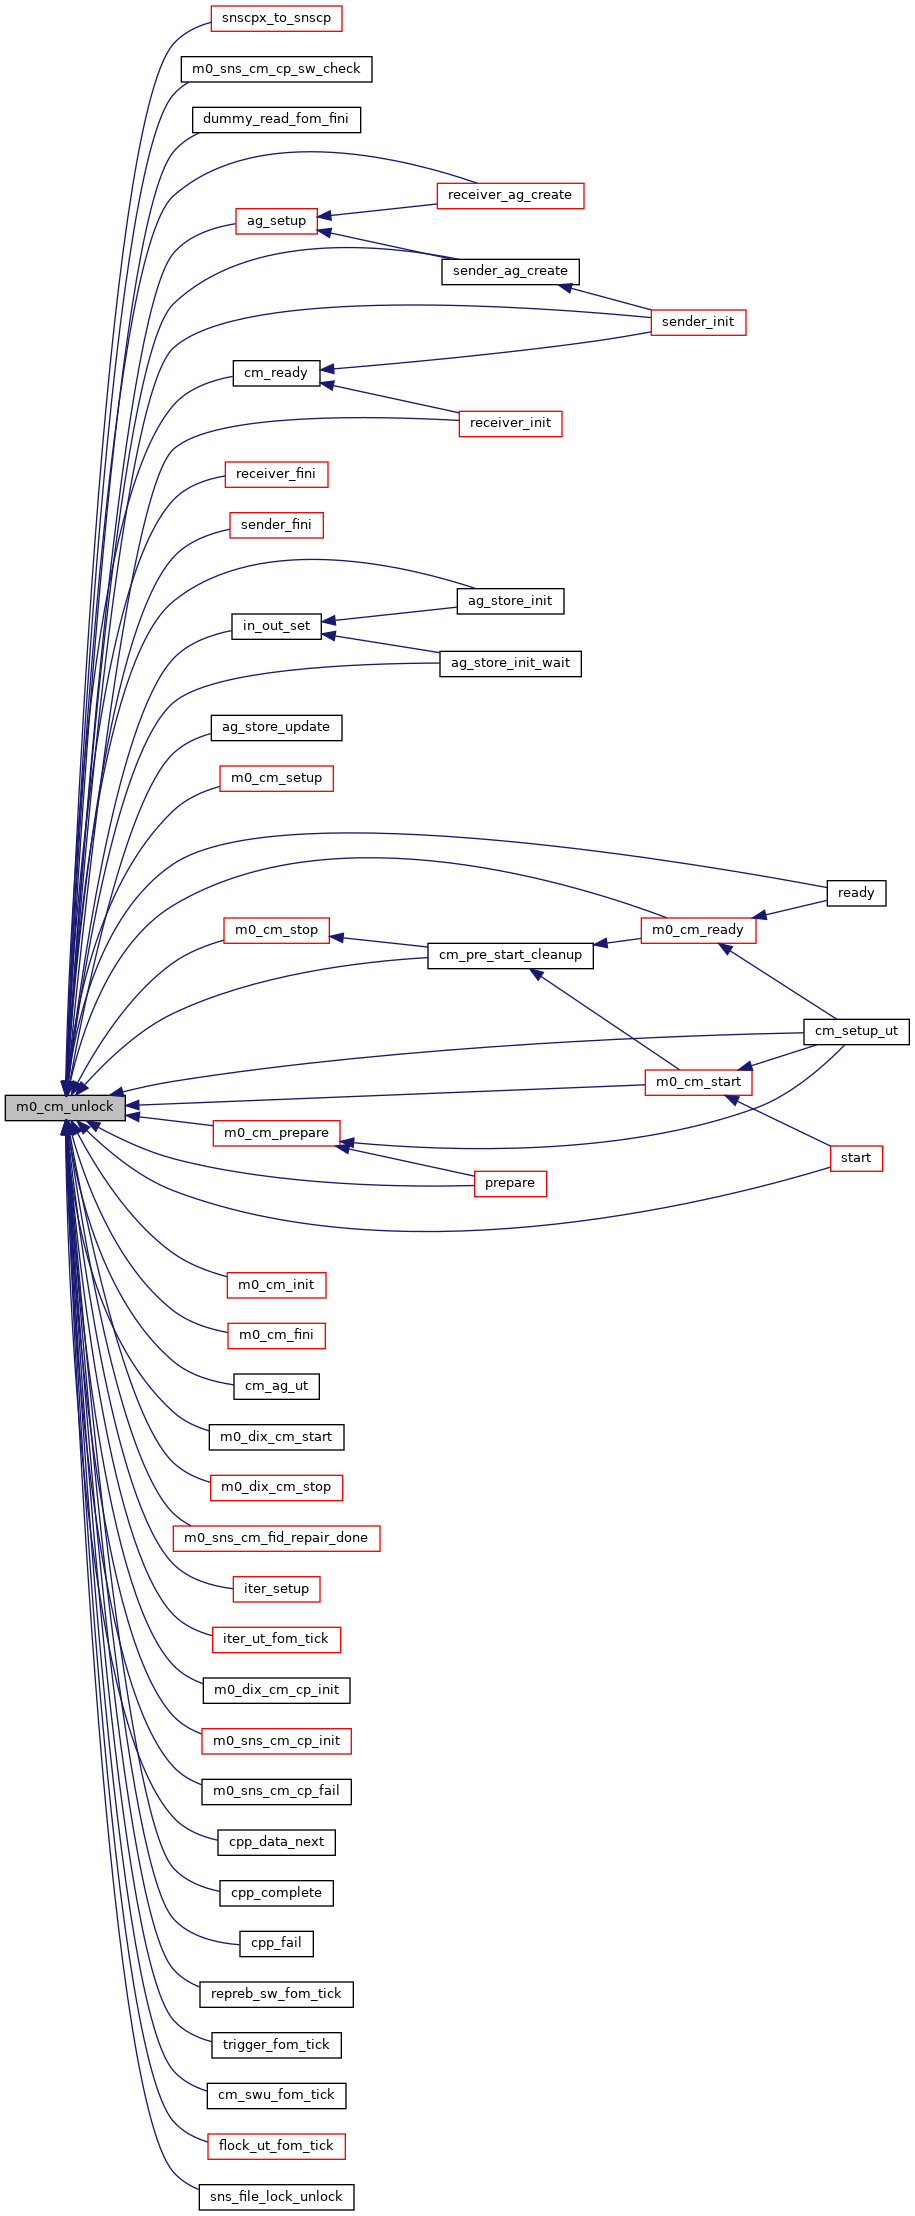 snscpx_to_snscp
m0_sns_cm_cp_sw_check
dummy_read_fom_fini
receiver_ag_create
ag_setup
sender_ag_create
sender_init
cm_ready
receiver_init
receiver_fini
sender_fini
ag_store_init
in_out_set
ag_store_init_wait
ag_store_update
m0_cm_setup
ready
m0_cm_stop
m0_cm_ready
cm_pre_start_cleanup
cm_setup_ut
m0_cm_start
m0_cm_unlock
m0_cm_prepare
start
prepare
m0_cm_init
m0_cm_fini
cm_ag_ut
m0_dix_cm_start
m0_dix_cm_stop
m0_sns_cm_fid_repair_done
iter_setup
iter_ut_fom_tick
m0_dix_cm_cp_init
m0_sns_cm_cp_init
m0_sns_cm_cp_fail
cpp_data_next
cpp_complete
cpp_fail
repreb_sw_fom_tick
trigger_fom_tick
cm_swu_fom_tick
flock_ut_fom_tick
sns_file_lock_unlock